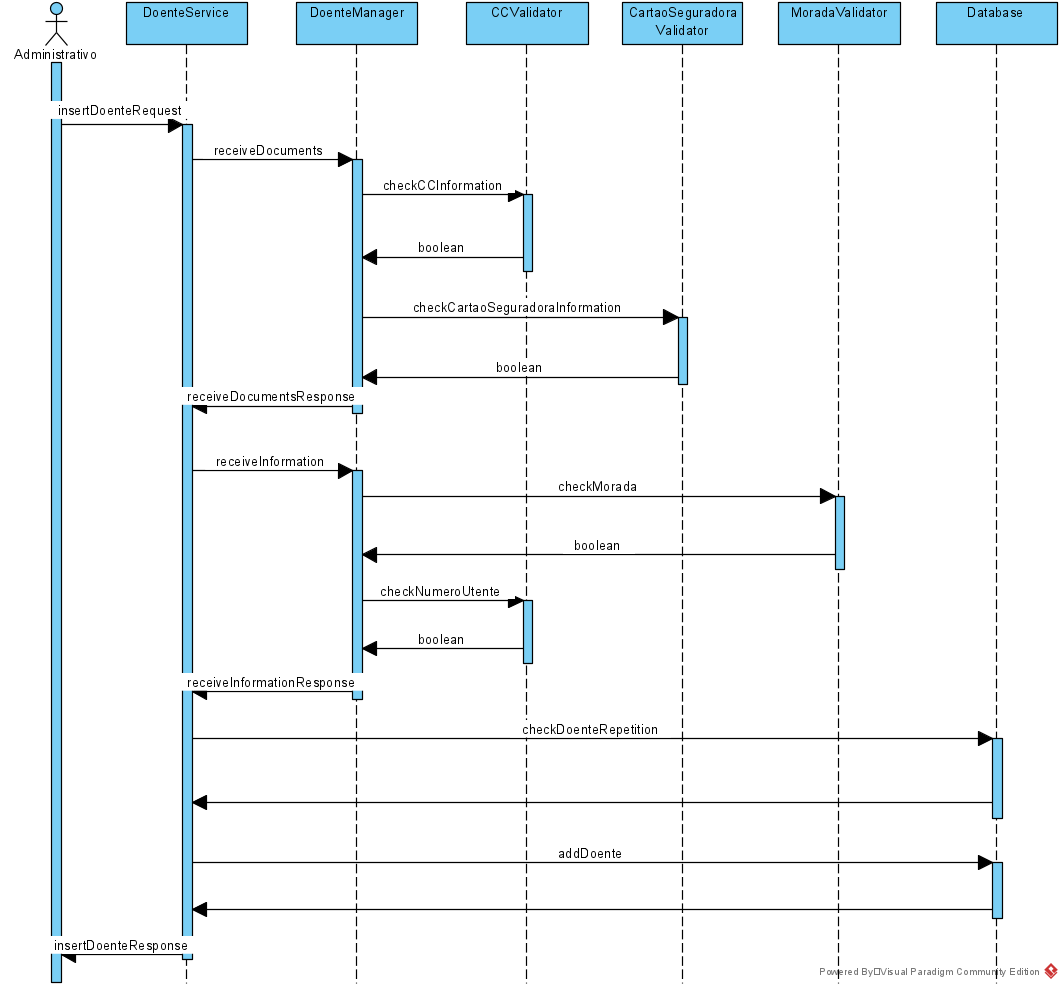 DoenteService
DoenteManager
CCValidator
CartaoSeguradora
Validator
MoradaValidator
Database
Administrativo
insertDoenteRequest
receiveDocuments
checkCCInformation
boolean
checkCartaoSeguradoraInformation
boolean
receiveDocumentsResponse
receiveInformation
checkMorada
boolean
checkNumeroUtente
boolean
receiveInformationResponse
checkDoenteRepetition
addDoente
insertDoenteResponse
Powered By Visual Paradigm Community Edition